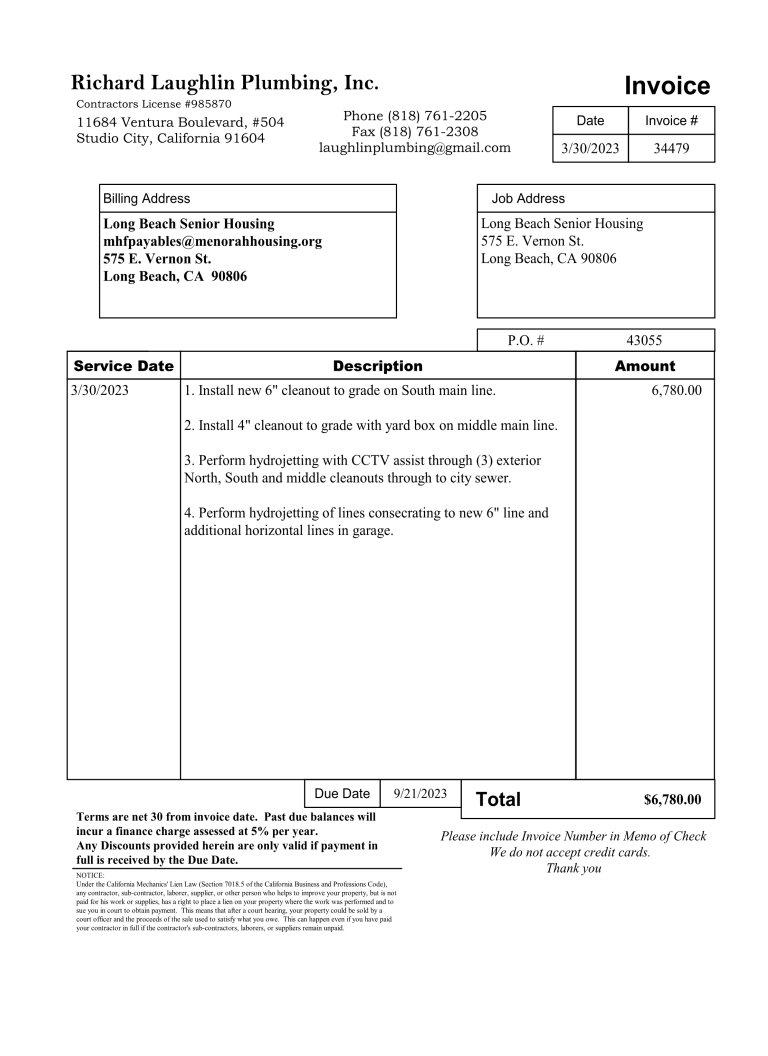 Richard Laughlin Plumbing, Inc.
Contractors License #985870
11684 Ventura Boulevard, #504
Studio City, California 91604
Phone (818) 761-2205
Fax (818) 761-2308
laughlinplumbing@gmail.com
Invoice
Date Invoice #
3/30/2023 34479
Billing Address
Long Beach Senior Housing
mhfpayables@menorahhousing.org
575 E. Vernon St.
Long Beach, CA 90806
Job Address
Long Beach Senior Housing
575 E. Vernon St.
Long Beach, CA 90806
P.O. # 43055
Service Date Description Amount
3/30/2023 1. Install new 6" cleanout to grade on South main line. 6,780.00
2. Install 4" cleanout to grade with yard box on middle main line.
3. Perform hydrojetting with CCTV assist through (3) exterior
North, South and middle cleanouts through to city sewer.
4. Perform hydrojetting of lines consecrating to new 6" line and
additional horizontal lines in garage.
Due Date 9/21/2023 Total $6,780.00
Terms are net 30 from invoice date. Past due balances will
incur a finance charge assessed at 5% per year.
Any Discounts provided herein are only valid if payment in
full is received by the Due Date.
Please include Invoice Number in Memo of Check
We do not accept credit cards.
Thank you
NOTICE:
Under the California Mechanics' Lien Law (Section 7018.5 of the California Business and Professions Code),
any contractor, sub-contractor, laborer, supplier, or other person who helps to improve your property, but is not
paid for his work or supplies, has a right to place a lien on your property where the work was performed and to
sue you in court to obtain payment. This means that after a court hearing, your property could be sold by a
court officer and the proceeds of the sale used to satisfy what you owe. This can happen even if you have paid
your contractor in full if the contractor's sub-contractors, laborers, or suppliers remain unpaid.